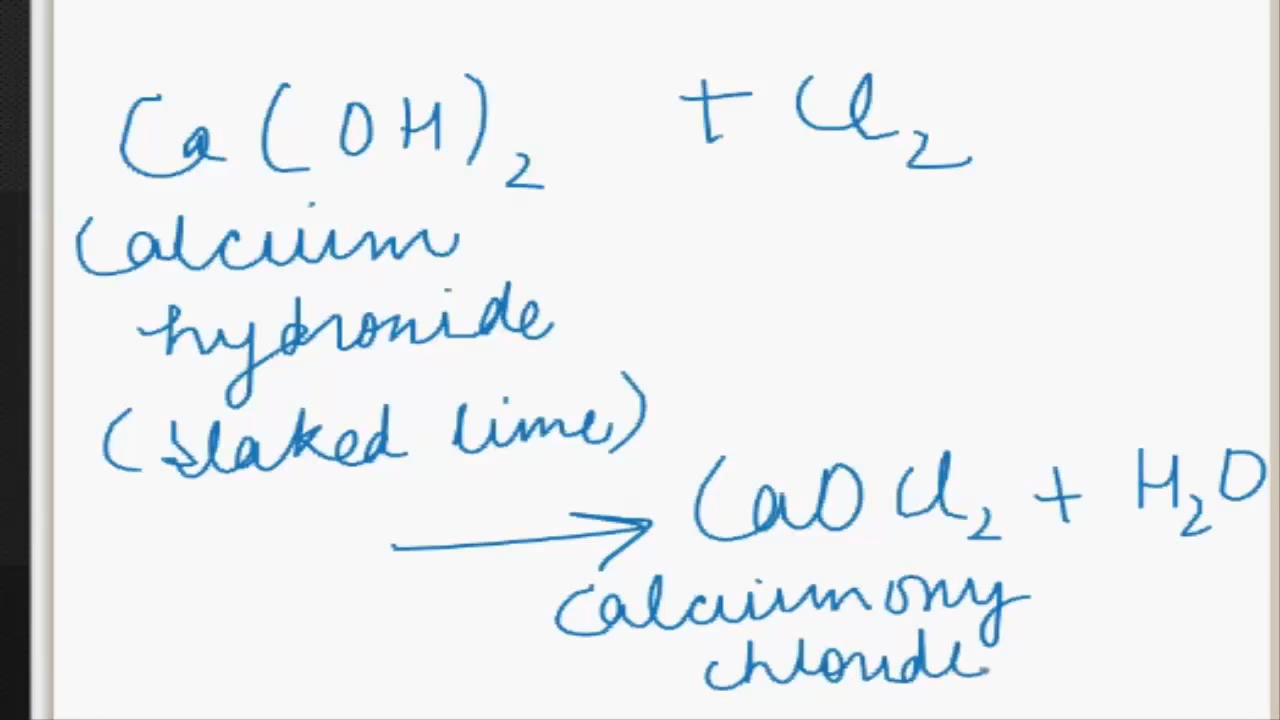 Ca(OH)₂ + Cl₂
Calcium
hydroxide
(slaked lime)
→ CaOCl₂ + H₂O
Calcium oxy
chloride